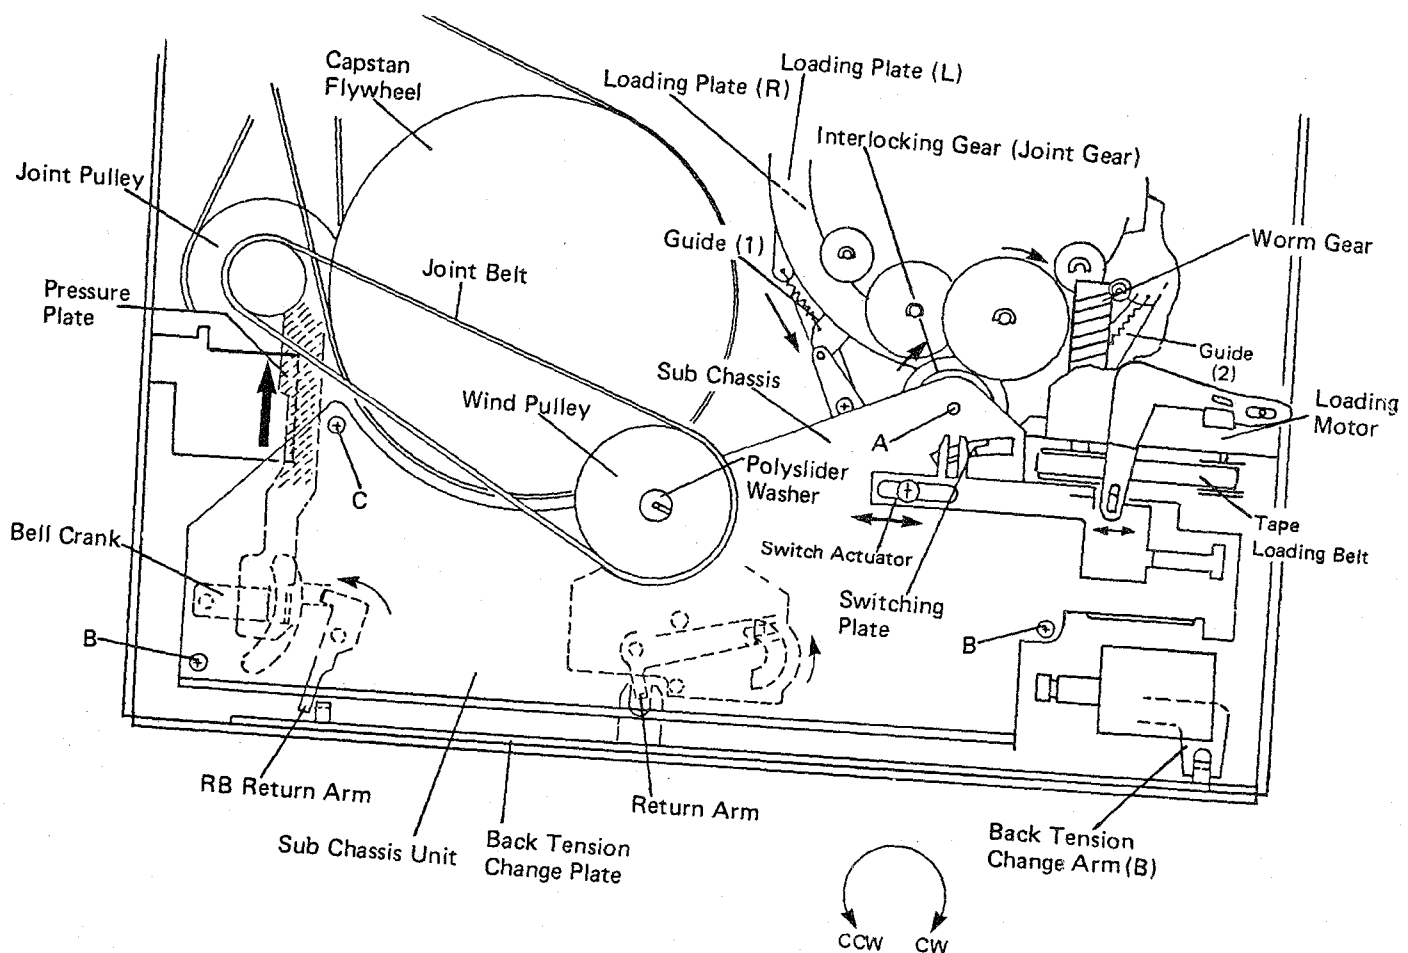 Capstan
Flywheel
Loading Plate (R)
Loading Plate (L)
Interlocking Gear (Joint Gear)
Joint Pulley
Guide (1)
Worm Gear
Joint Belt
Pressure
Plate
Guide
(2)
Sub Chassis
Wind Pulley
Loading
Motor
A
Polyslider
Washer
C
Tape
Loading Belt
Bell Crank
Switch Actuator
Switching
Plate
B
B
RB Return Arm
Return Arm
Sub Chassis Unit
Back Tension
Change Plate
Back Tension
Change Arm (B)
CCW
CW